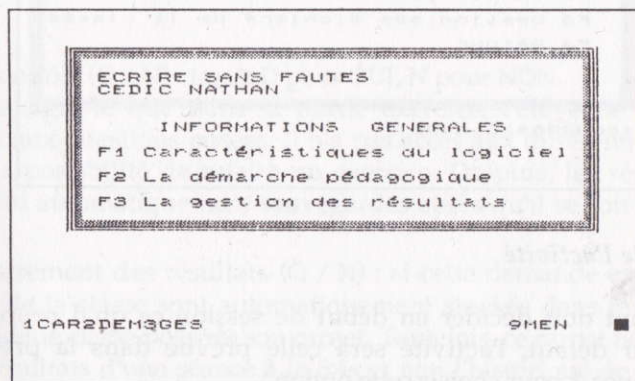 ECRIRE SANS FAUTES
CEDIC NATHAN
INFORMATIONS GENERALES
F1 Caractéristiques du logiciel
F2 La démarche pédagogique
F3 La gestion des résultats
1CAR2DEM3GES 9MEN